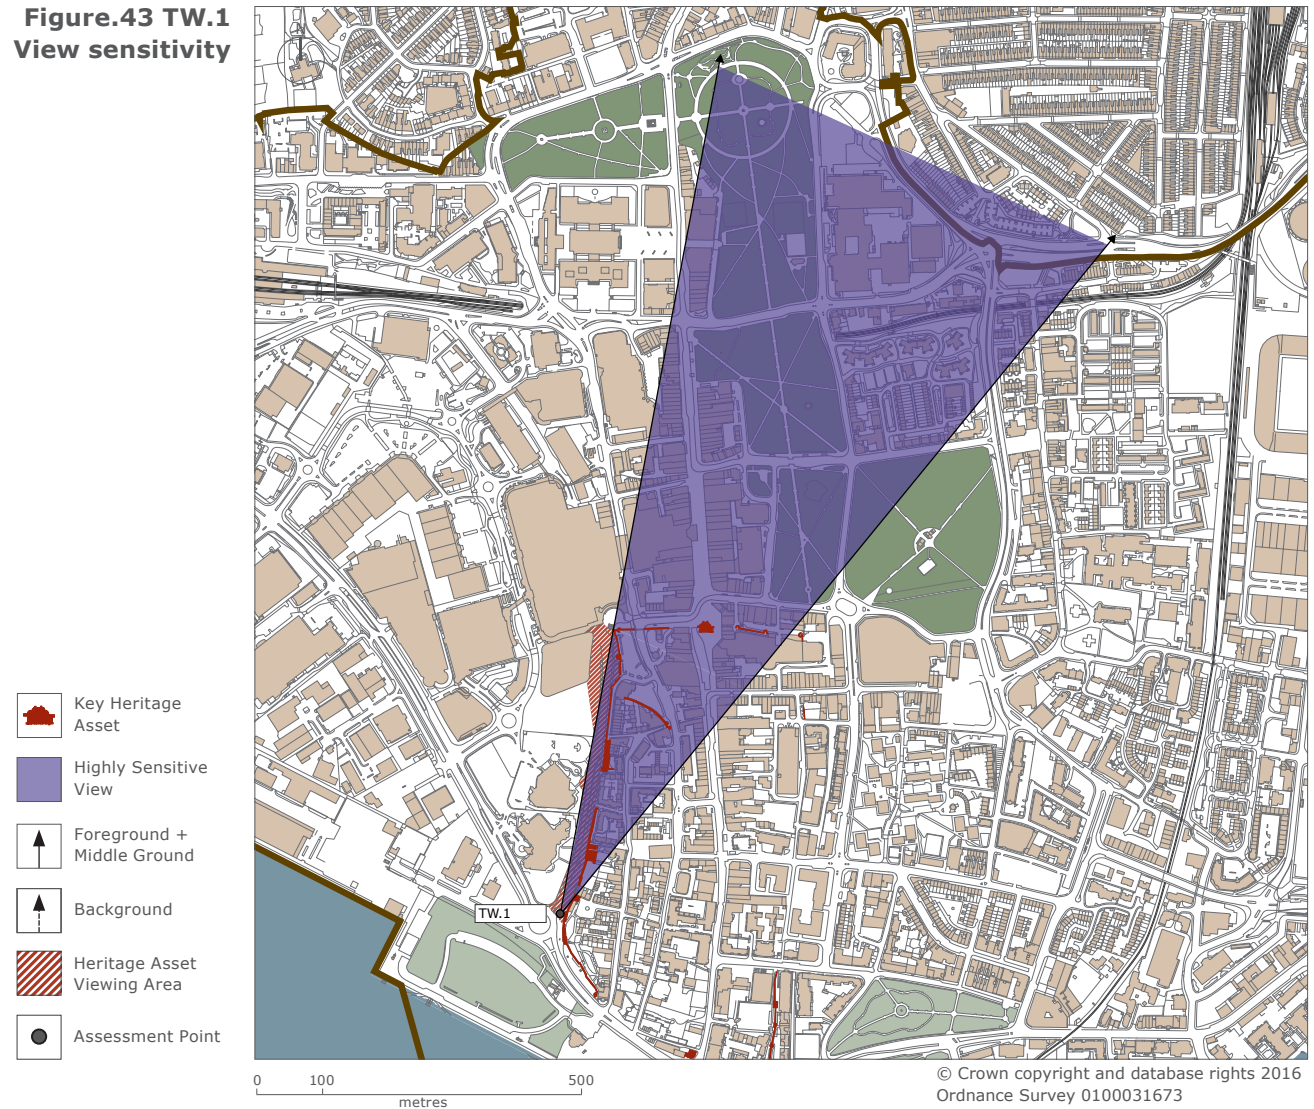 Figure.43 TW.1
View sensitivity
Key Heritage
Asset
Highly Sensitive
View
Foreground +
Middle Ground
Background
Heritage Asset
Viewing Area
Assessment Point
TW.1
0 100 500
metres
© Crown copyright and database rights 2016
Ordnance Survey 0100031673